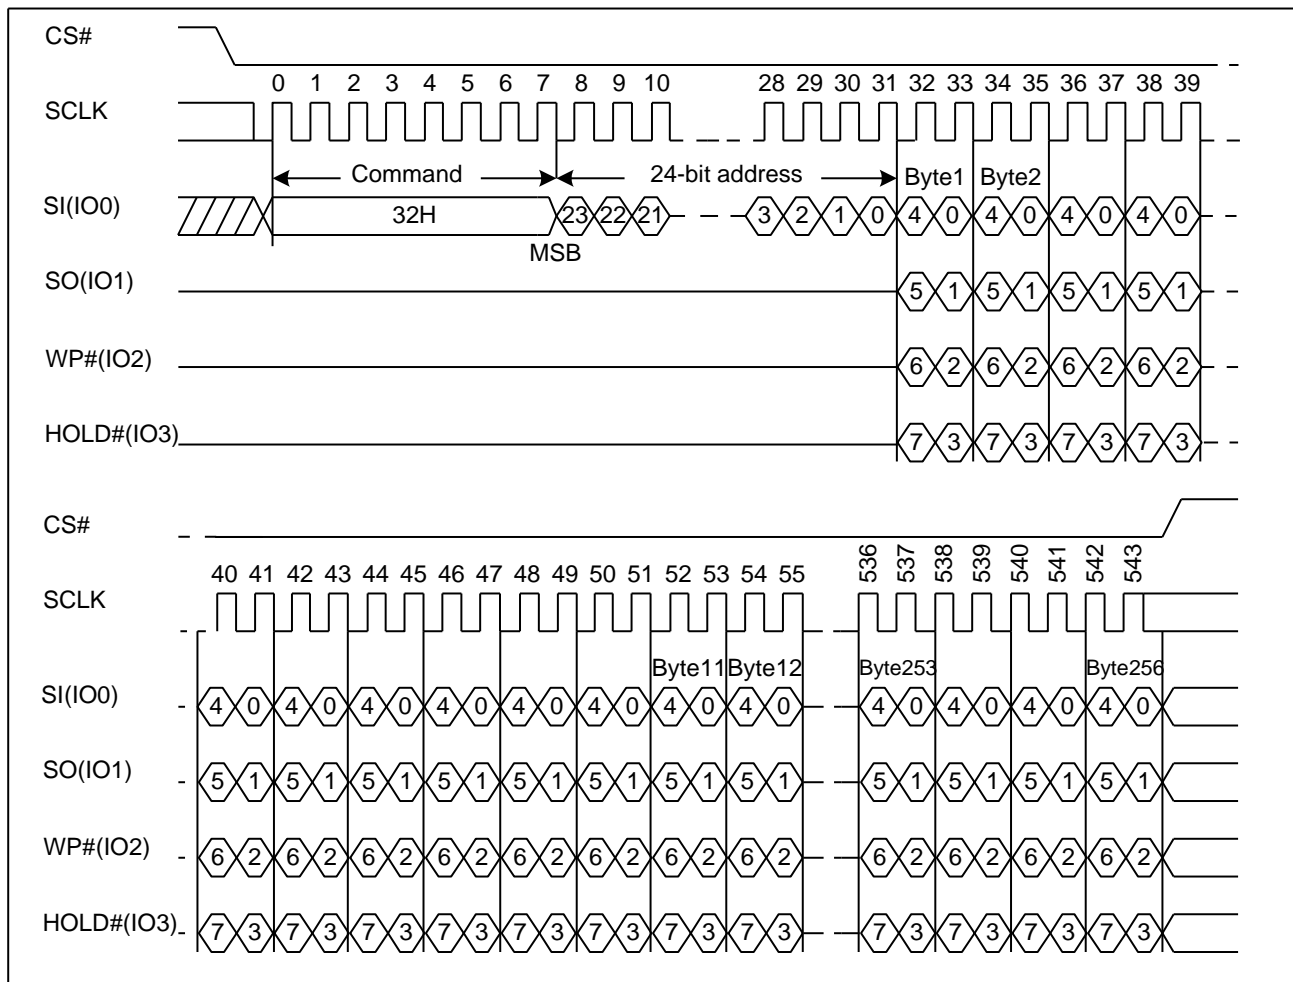 CS#
0 1 2 3 4 5 6 7 8 9 10 28 29 30 31 32 33 34 35 36 37 38 39
SCLK
Command 24-bit address Byte1 Byte2
SI(IO0) 32H 23 22 21 3 2 1 0 4 0 4 0 4 0 4 0
MSB
SO(IO1) 5 1 5 1 5 1 5 1
WP#(IO2) 6 2 6 2 6 2 6 2
HOLD#(IO3) 7 3 7 3 7 3 7 3
CS#
40 41 42 43 44 45 46 47 48 49 50 51 52 53 54 55 536 537 538 539 540 541 542 543
SCLK
Byte11 Byte12 Byte253 Byte256
SI(IO0) 4 0 4 0 4 0 4 0 4 0 4 0 4 0 4 0 4 0 4 0 4 0 4 0
SO(IO1) 5 1 5 1 5 1 5 1 5 1 5 1 5 1 5 1 5 1 5 1 5 1 5 1
WP#(IO2) 6 2 6 2 6 2 6 2 6 2 6 2 6 2 6 2 6 2 6 2 6 2 6 2
HOLD#(IO3) 7 3 7 3 7 3 7 3 7 3 7 3 7 3 7 3 7 3 7 3 7 3 7 3